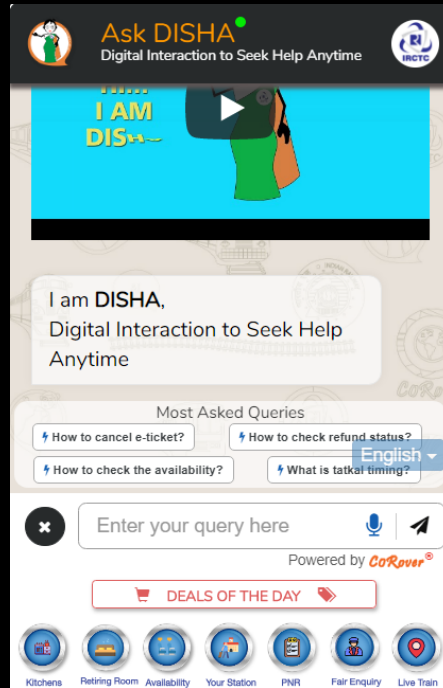 Ask DISHA
Digital Interaction to Seek Help Anytime
IRCTC
I AM
I am DISHA,
Digital Interaction to Seek Help
Anytime
Most Asked Queries
How to cancel e-ticket?
How to check refund status?
English
How to check the availability?
What is tatkal timing?
Enter your query here
Powered by CoRover®
DEALS OF THE DAY
Kitchens
Retiring Room
Availability
Your Station
PNR
Fair Enquiry
Live Train